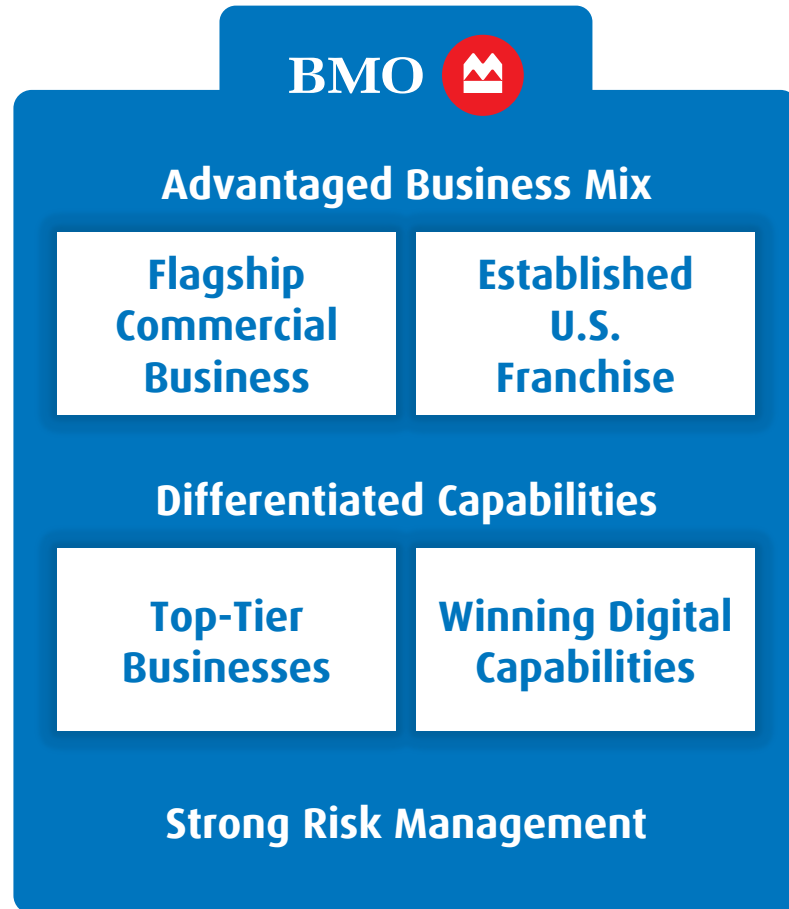 BMO
Advantaged Business Mix
Flagship
Commercial
Business
Established
U.S.
Franchise
Differentiated Capabilities
Top-Tier
Businesses
Winning Digital
Capabilities
Strong Risk Management